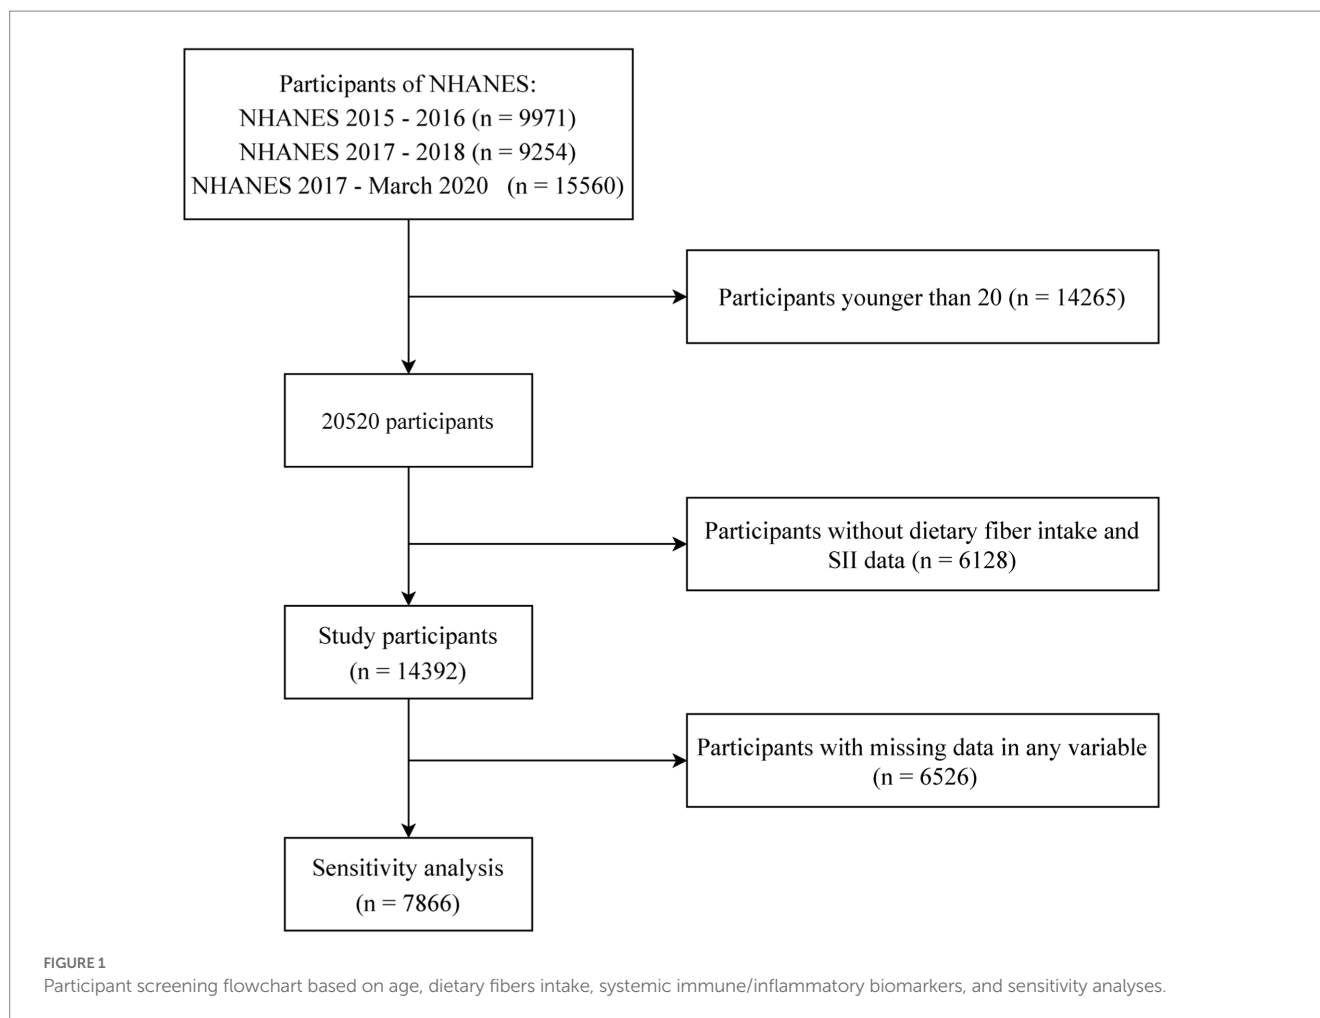 Participants of NHANES:
NHANES 2015 - 2016 (n = 9971)
NHANES 2017 - 2018 (n = 9254)
NHANES 2017 - March 2020 (n = 15560)
Participants younger than 20 (n = 14265)
20520 participants
Participants without dietary fiber intake and
SII data (n = 6128)
Study participants
(n = 14392)
Participants with missing data in any variable
(n = 6526)
Sensitivity analysis
(n = 7866)
FIGURE 1
Participant screening flowchart based on age, dietary fibers intake, systemic immune/inflammatory biomarkers, and sensitivity analyses.